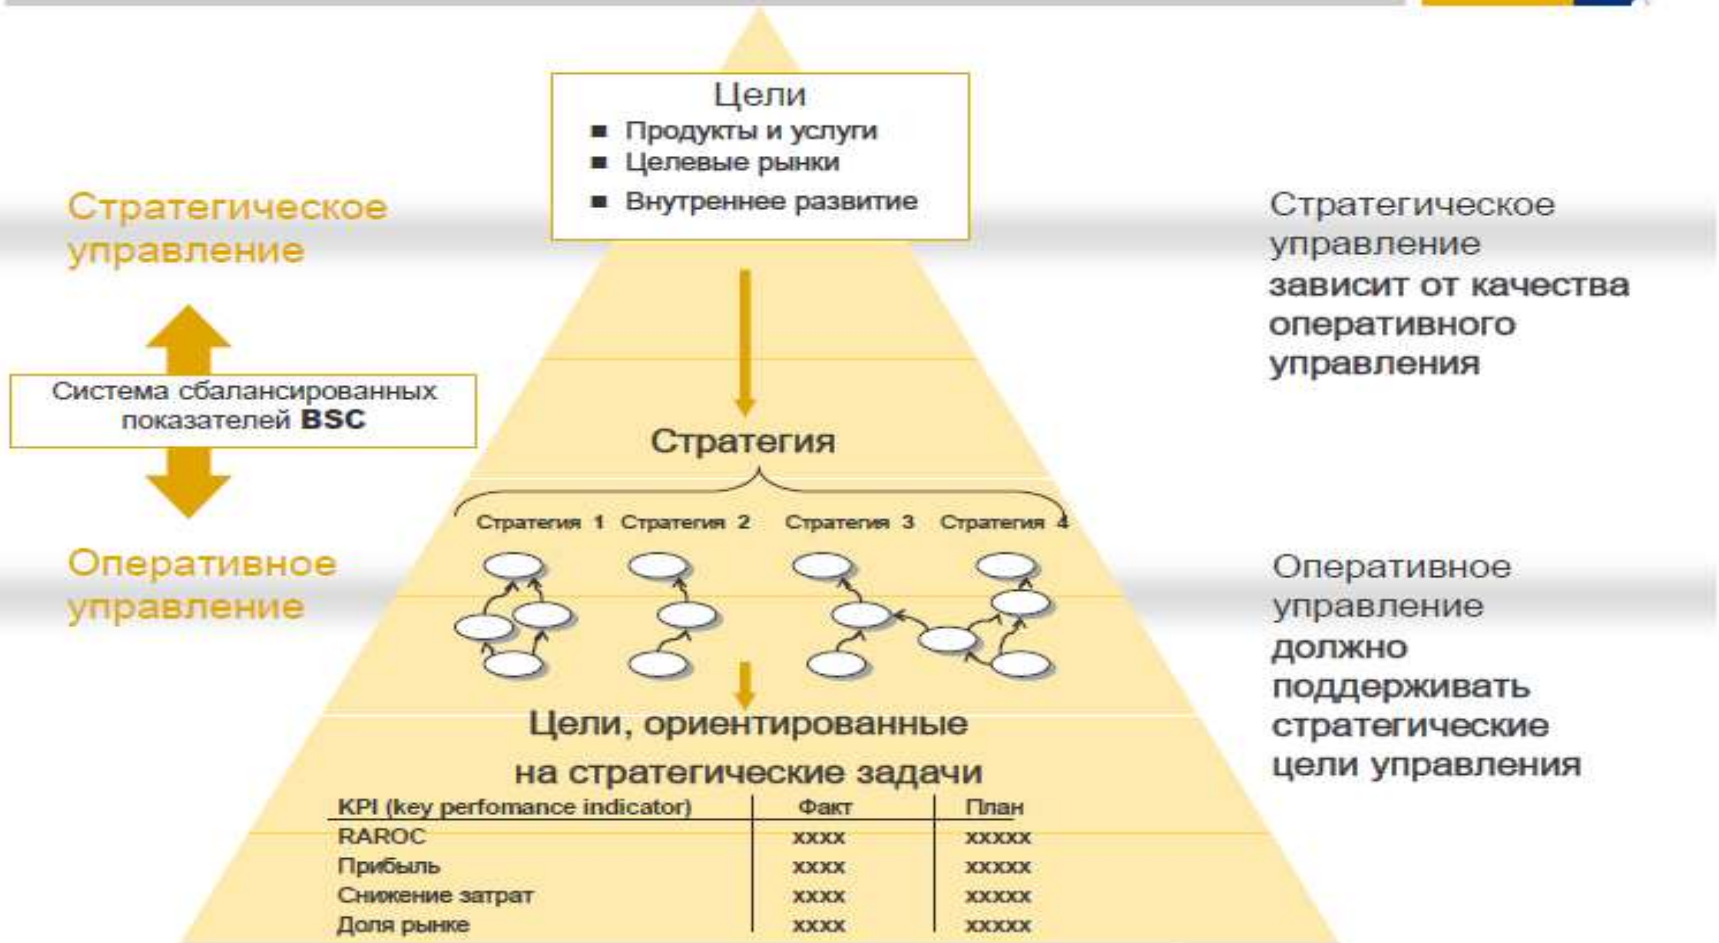 Цели
Продукты и услуги
Целевые рынки
Внутреннее развитие
Стратегическое
управление
Система сбалансированных
показателей BSC
Оперативное
управление
Стратегия
Стратегия 1 Стратегия 2 Стратегия 3 Стратегия 4
Цели, ориентированные
на стратегические задачи
KPI (key perfomance indicator) Факт План
RAROC xxxx xxxxx
Прибыль xxxx xxxxx
Снижение затрат xxxx xxxxx
Доля рынке xxxx xxxxx
Стратегическое
управление
зависит от качества
оперативного
управления
Оперативное
управление
должно
поддерживать
стратегические
цели управления